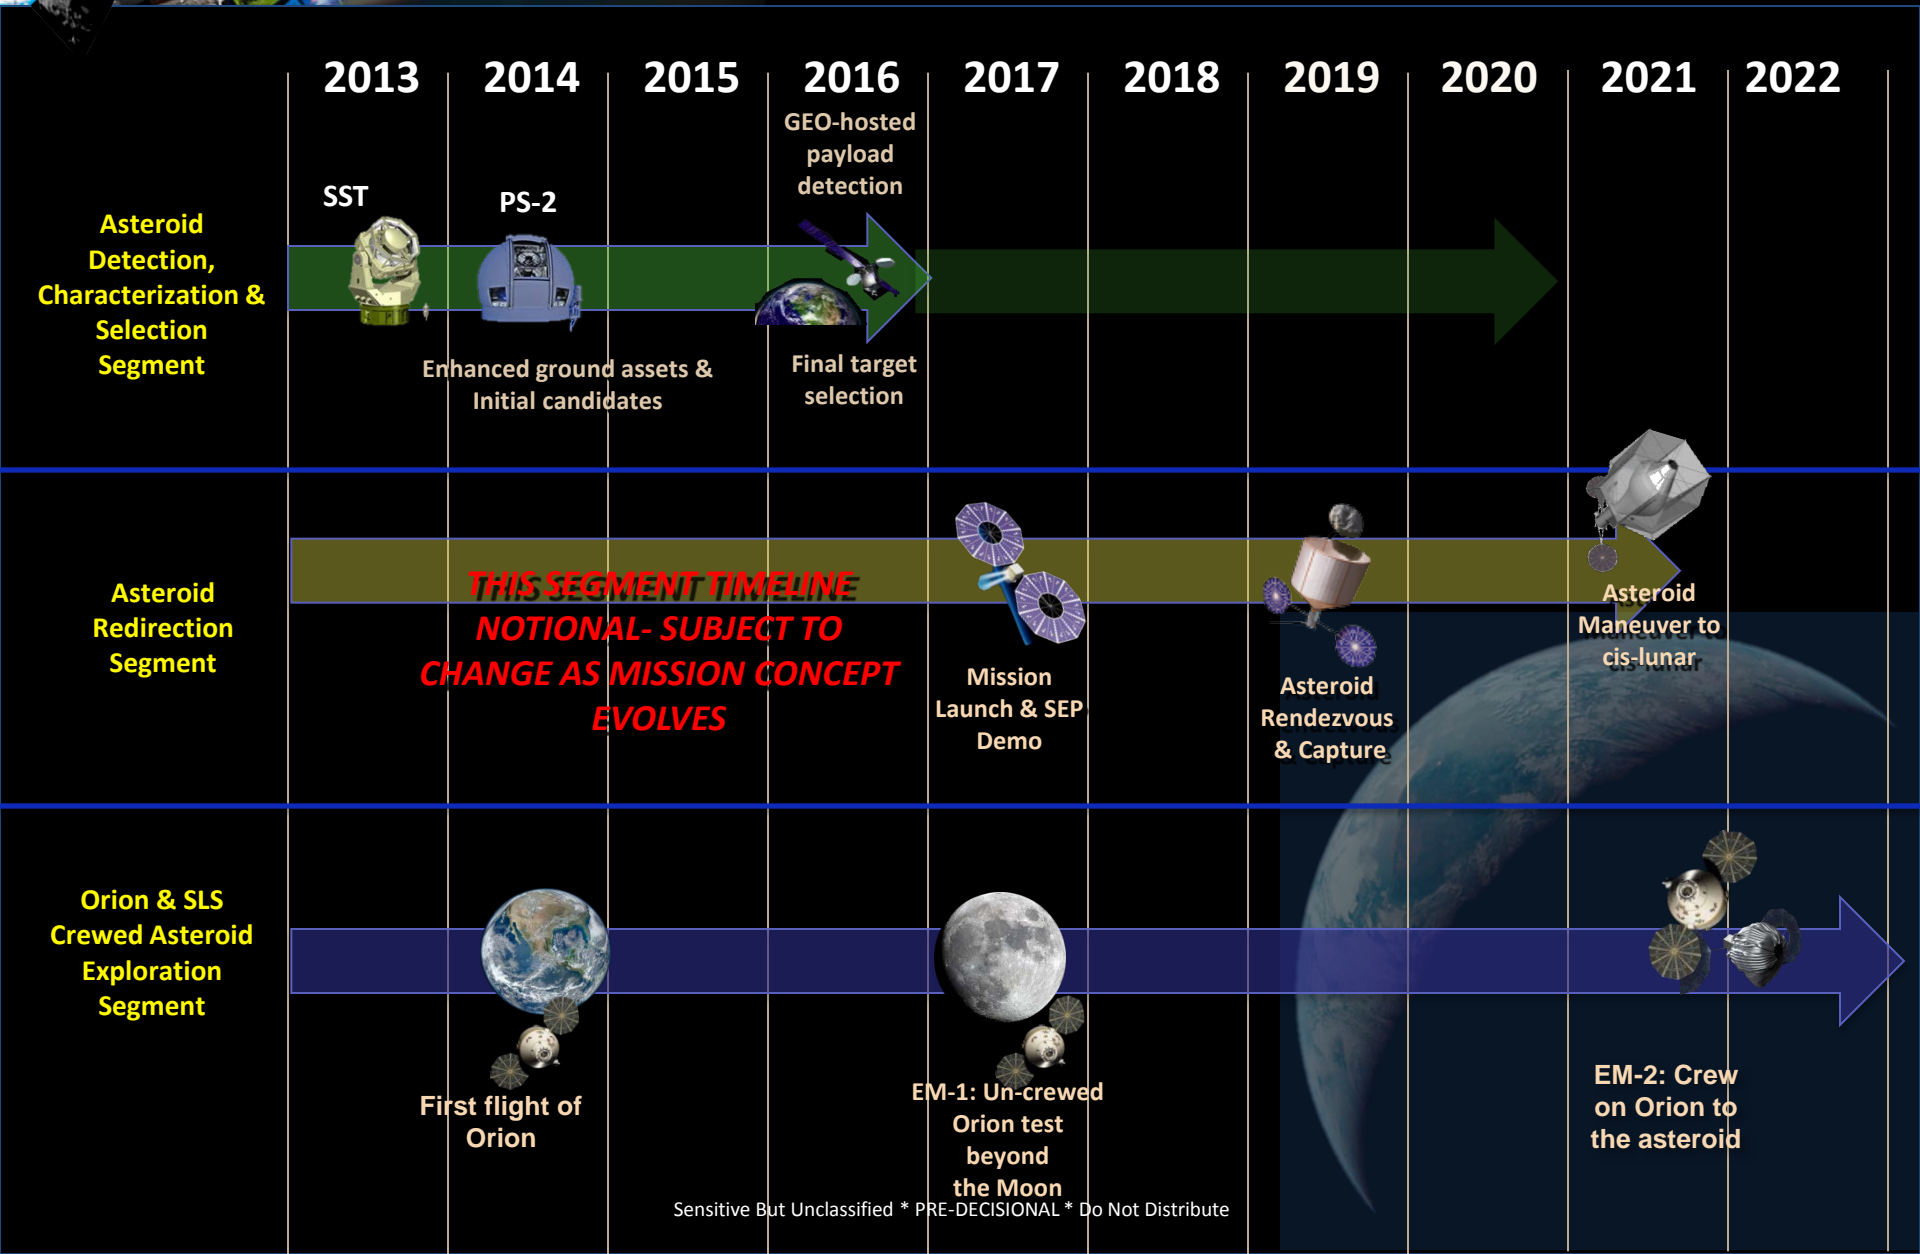 2013 2014 2015 2016 2017 2018 2019 2020 2021 2022
Asteroid
Detection,
Characterization &
Selection
Segment
SST
PS-2
GEO-hosted
payload
detection
Enhanced ground assets &
Initial candidates
Final target
selection
Asteroid
Redirection
Segment
THIS SEGMENT TIMELINE
NOTIONAL- SUBJECT TO
CHANGE AS MISSION CONCEPT
EVOLVES
Mission
Launch & SEP
Demo
Asteroid
Rendezvous
& Capture
Asteroid
Maneuver to
cis-lunar
Orion & SLS
Crewed Asteroid
Exploration
Segment
First flight of
Orion
EM-1: Un-crewed
Orion test
beyond
the Moon
EM-2: Crew
on Orion to
the asteroid
Sensitive But Unclassified * PRE-DECISIONAL * Do Not Distribute